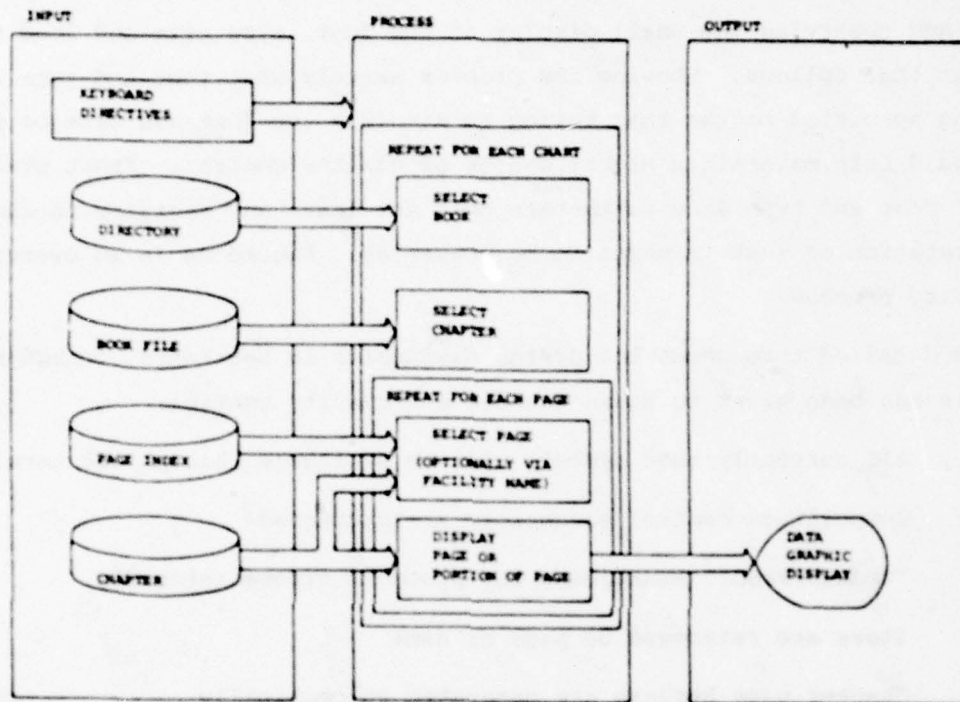 INPUT
PROCESS
OUTPUT
KEYBOARD
DIRECTIVES
REPEAT FOR EACH CHART
DIRECTORY
SELECT
BOOK
BOOK FILE
SELECT
CHAPTER
REPEAT FOR EACH PAGE
PAGE INDEX
SELECT PAGE
(OPTIONALLY VIA
FACILITY NAME)
CHAPTER
DISPLAY
PAGE OR
PORTION OF PAGE
DATA
GRAPHIC
DISPLAY